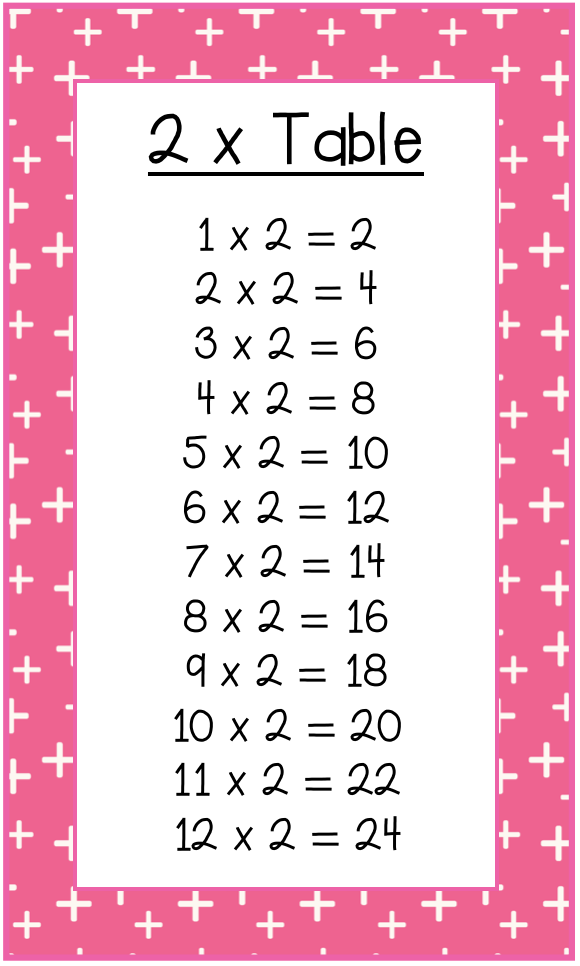 2 x Table
1 x 2 = 2
2 x 2 = 4
3 x 2 = 6
4 x 2 = 8
5 x 2 = 10
6 x 2 = 12
7 x 2 = 14
8 x 2 = 16
9 x 2 = 18
10 x 2 = 20
11 x 2 = 22
12 x 2 = 24